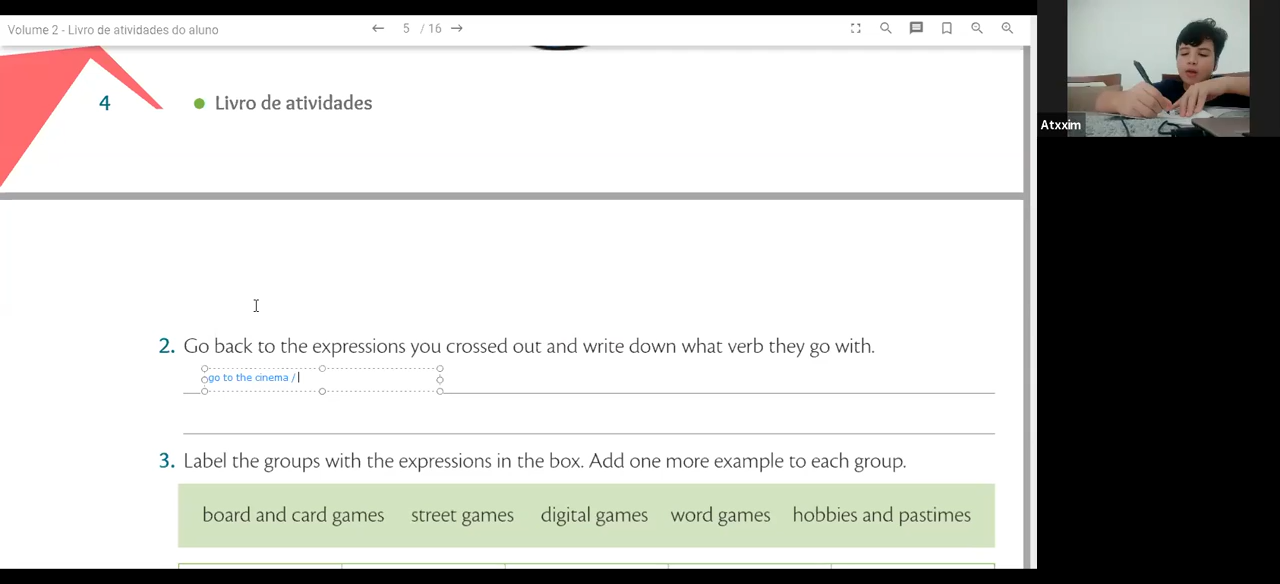 Volume 2 - Livro de atividades do aluno
5 / 16
4
Livro de atividades
Atxxim
2. Go back to the expressions you crossed out and write down what verb they go with.
go to the cinema /
3. Label the groups with the expressions in the box. Add one more example to each group.
board and card games street games digital games word games hobbies and pastimes